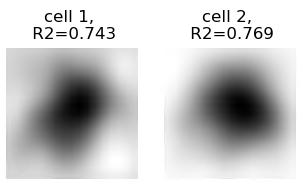 cell 1,
R2=0.743
cell 2,
R2=0.769